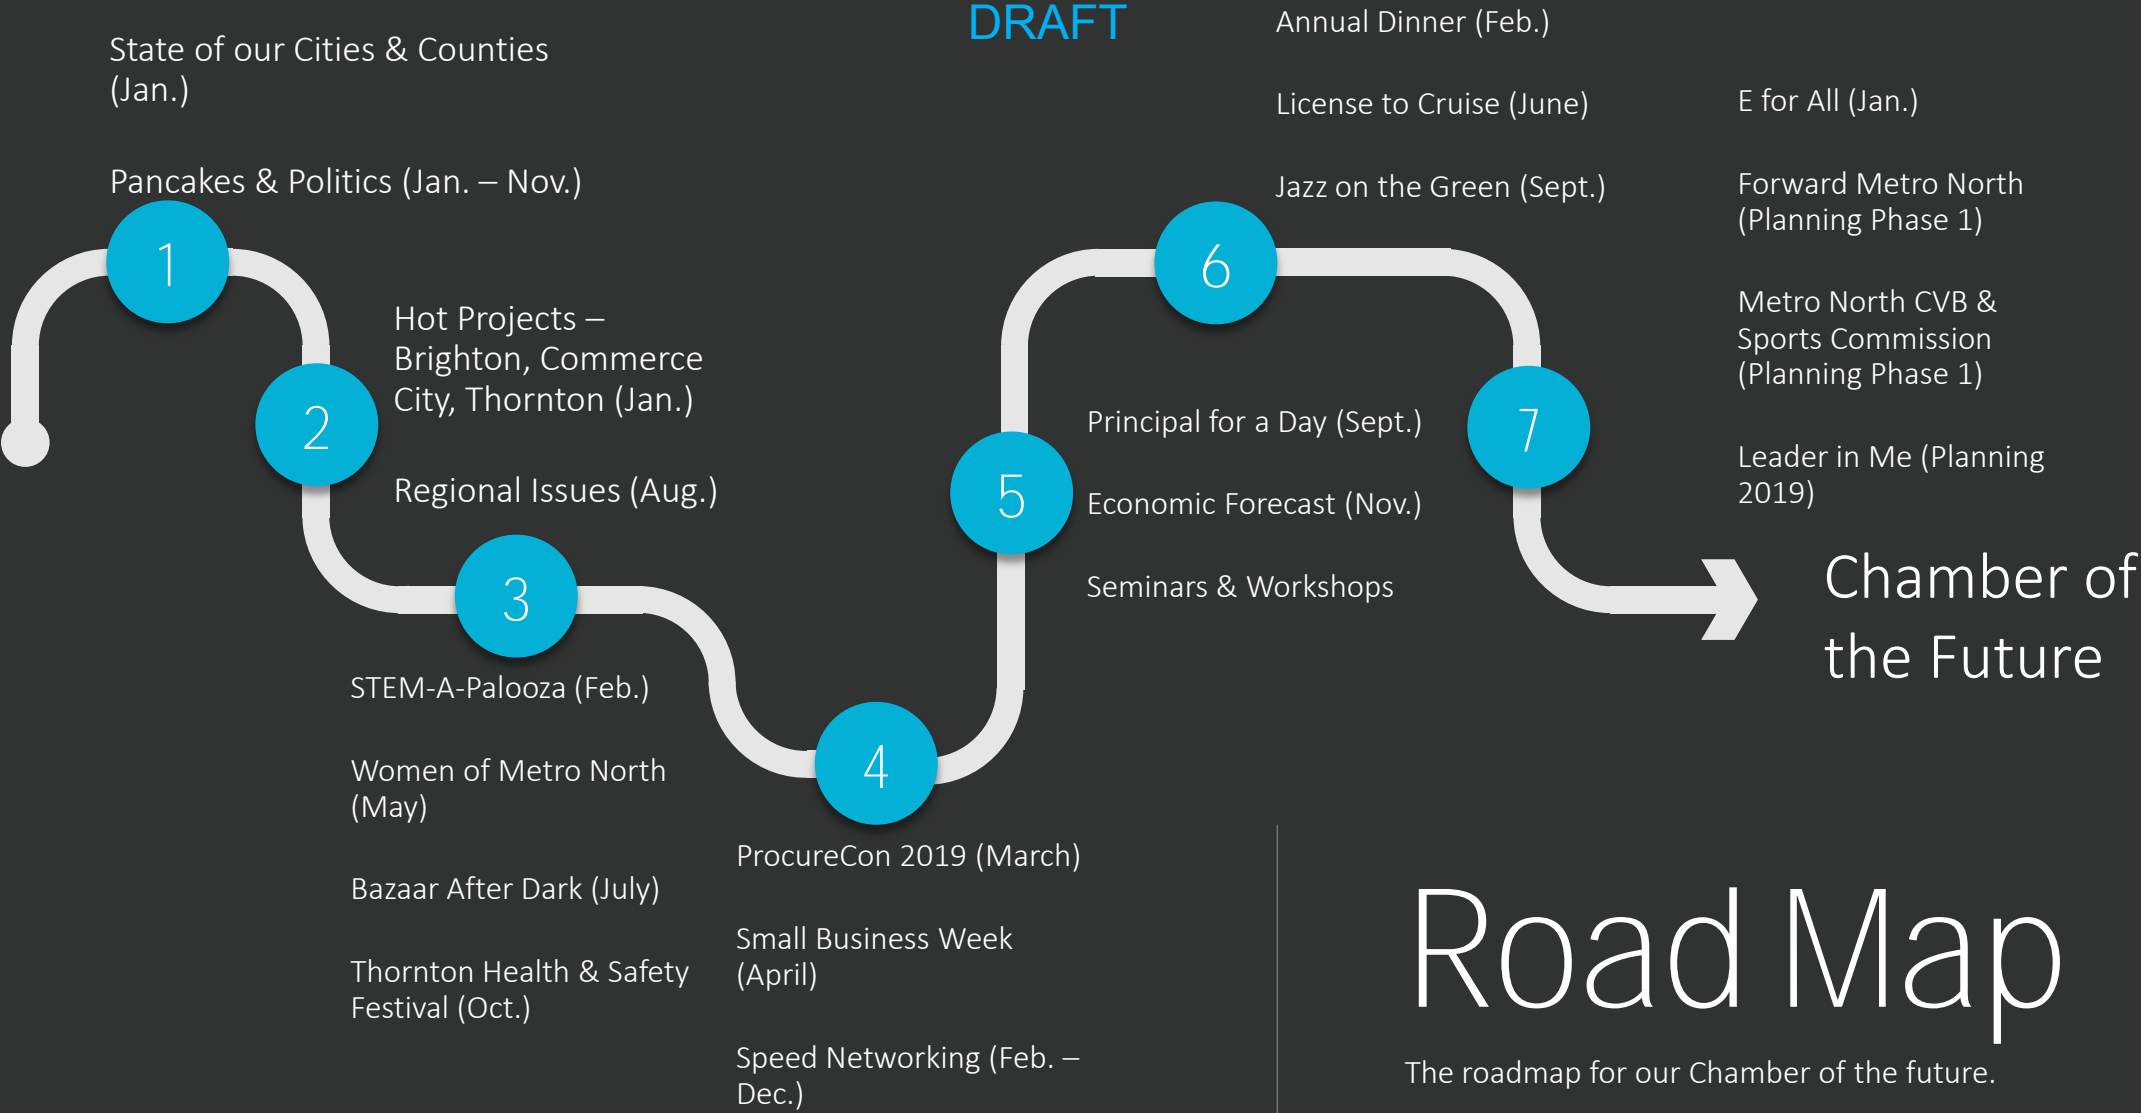 DRAFT
State of our Cities & Counties
(Jan.)
Pancakes & Politics (Jan. – Nov.)
1
Hot Projects –
Brighton, Commerce
City, Thornton (Jan.)
Regional Issues (Aug.)
2
3
STEM-A-Palooza (Feb.)
Women of Metro North
(May)
Bazaar After Dark (July)
Thornton Health & Safety
Festival (Oct.)
4
ProcureCon 2019 (March)
Small Business Week
(April)
Speed Networking (Feb. –
Dec.)
5
Principal for a Day (Sept.)
Economic Forecast (Nov.)
Seminars & Workshops
Annual Dinner (Feb.)
License to Cruise (June)
Jazz on the Green (Sept.)
6
7
E for All (Jan.)
Forward Metro North
(Planning Phase 1)
Metro North CVB &
Sports Commission
(Planning Phase 1)
Leader in Me (Planning
2019)
Chamber of
the Future
Road Map
The roadmap for our Chamber of the future.